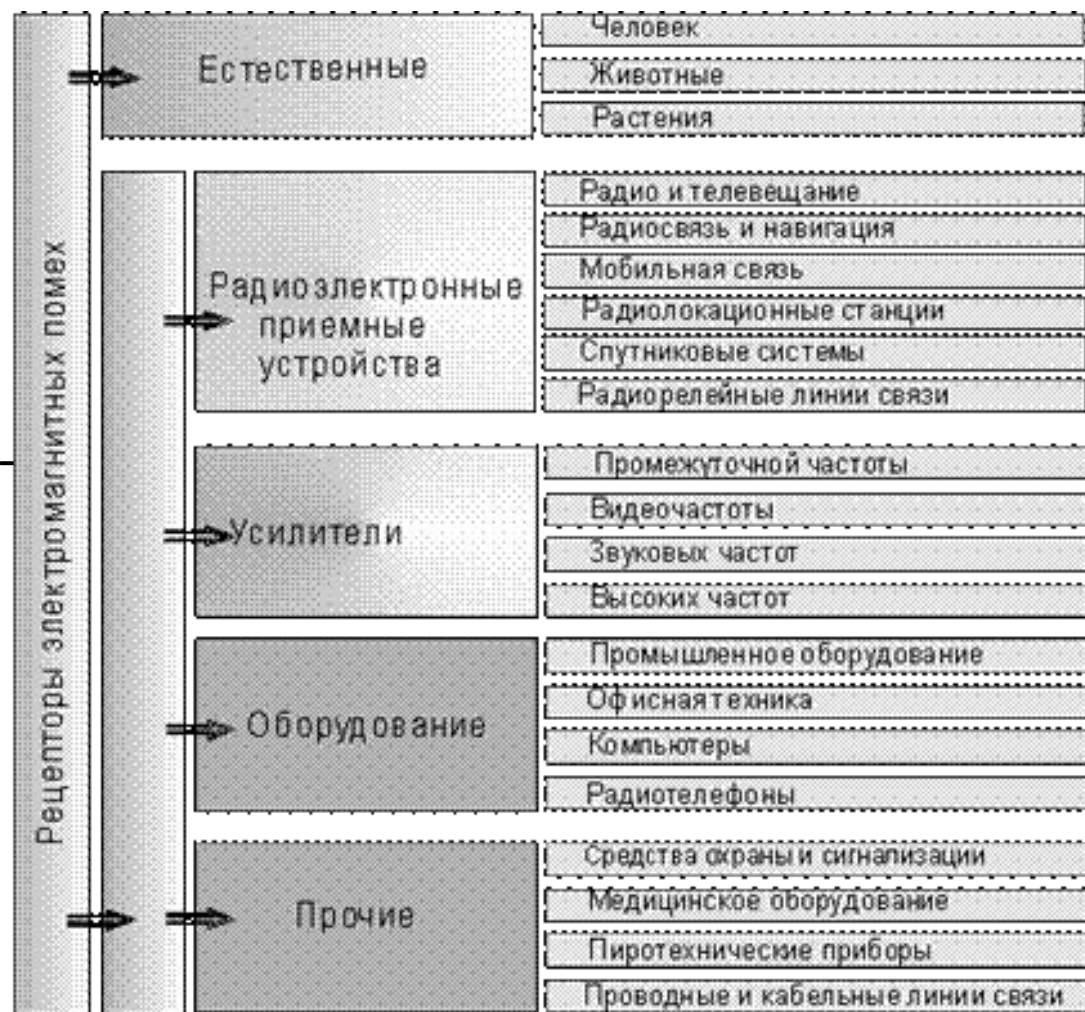 Рецепторы электромагнитных помех
Естественные
Человек
Животные
Растения
Радиоэлектронные
приемные
устройства
Радио и телевещание
Радиосвязь и навигация
Мобильная связь
Радиолокационные станции
Спутниковые системы
Радиорелейные линии связи
Усилители
Промежуточной частоты
Видеочастоты
Звуковых частот
Высоких частот
Оборудование
Промышленное оборудование
Офисная техника
Компьютеры
Радиотелефоны
Прочие
Средства охраны и сигнализации
Медицинское оборудование
Пиротехнические приборы
Проводные и кабельные линии связи